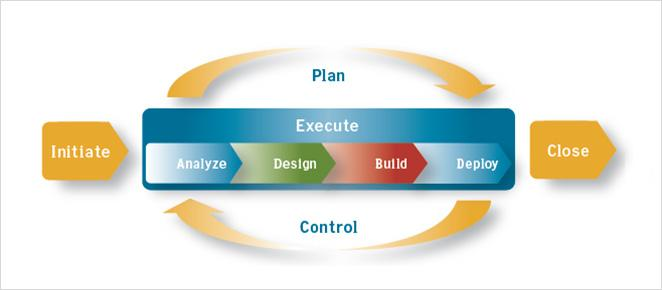 Plan
Execute
Initiate
Analyze
Design
Build
Deploy
Close
Control